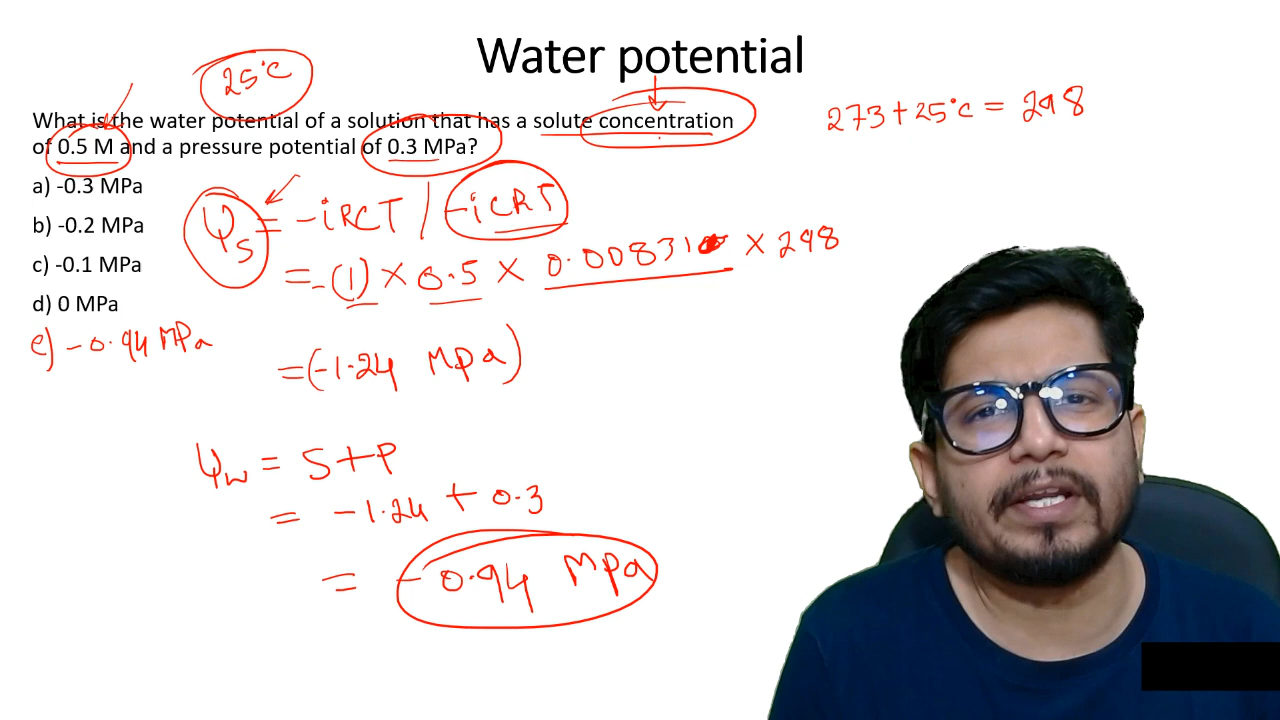 Water potential
25°C
273+25°C = 298
What is the water potential of a solution that has a solute concentration
of 0.5 M and a pressure potential of 0.3 MPa?
a) -0.3 MPa
b) -0.2 MPa
c) -0.1 MPa
d) 0 MPa
e) -0.94 MPa
Ψs = -iRCT / -iCRT
= -(1) × 0.5 × 0.00831 × 298
= (-1.24 MPa)
Ψw = S+P
= -1.24 + 0.3
= -0.94 MPa